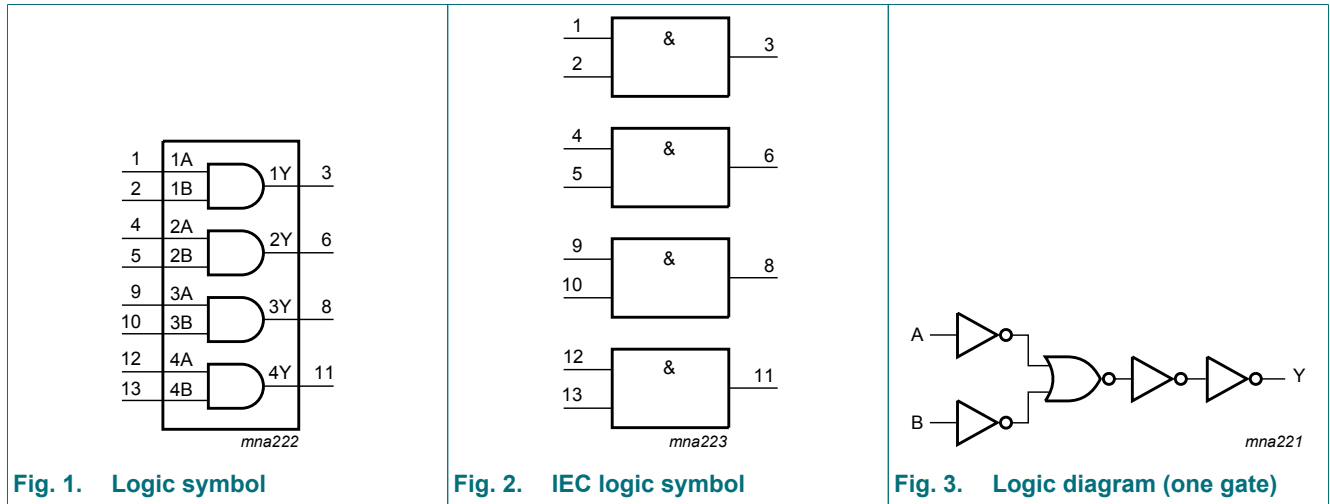 1 1A 1Y 3
2 1B
4 2A 2Y 6
5 2B
9 3A 3Y 8
10 3B
12 4A 4Y 11
13 4B
mna222
Fig. 1. Logic symbol
1 & 3
2
4 & 6
5
9 & 8
10
12 & 11
13
mna223
Fig. 2. IEC logic symbol
A
Y
B
mna221
Fig. 3. Logic diagram (one gate)